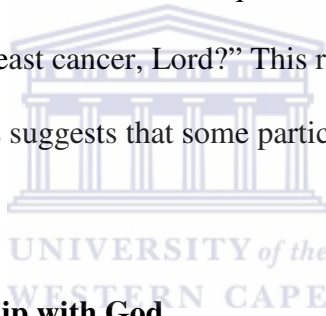 east cancer, Lord?” This r
suggests that some partic
UNIVERSITY of the
WESTERN CAPE
ip with God